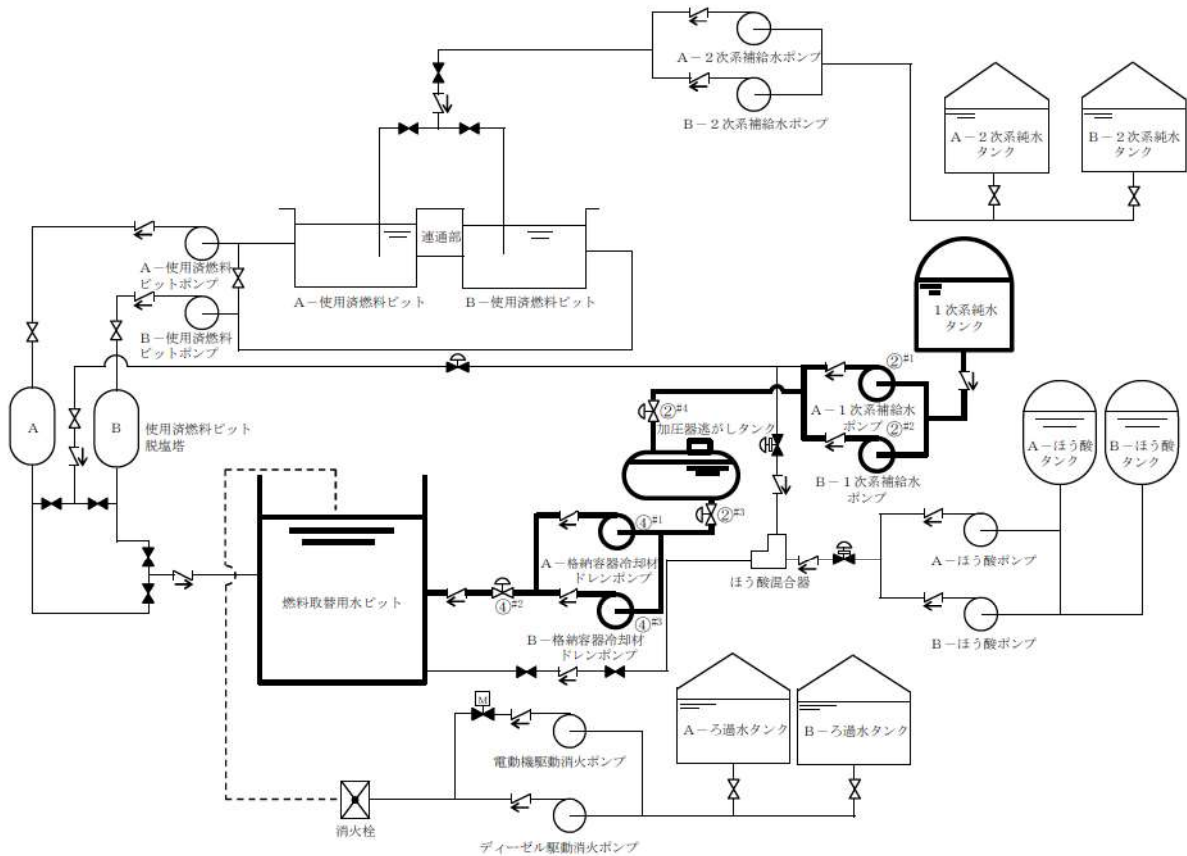 A-2次系補給水ポンプ
B-2次系補給水ポンプ
A-2次系純水
タンク
B-2次系純水
タンク
連通部
A-使用済燃料
ピットポンプ
A-使用済燃料ピット
B-使用済燃料ピット
B-使用済燃料
ピットポンプ
1次系純水
タンク
②#1
A-1次系補給水
ポンプ
②#2
B-1次系補給水
ポンプ
②#4
加圧器逃がしタンク
②#3
A
B
使用済燃料ピット
脱塩塔
A-ほう酸
タンク
B-ほう酸
タンク
④#1
A-格納容器冷却材
ドレンポンプ
④#2
④#3
B-格納容器冷却材
ドレンポンプ
ほう酸混合器
A-ほう酸ポンプ
B-ほう酸ポンプ
燃料取替用水ピット
M
電動機駆動消火ポンプ
A-ろ過水タンク
B-ろ過水タンク
消火栓
ディーゼル駆動消火ポンプ